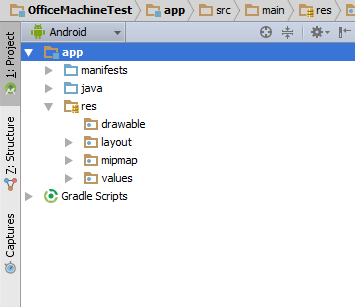 OfficeMachineTest app src main res
Android
app
manifests
java
res
drawable
layout
mipmap
values
Gradle Scripts
1: Project
7: Structure
Captures